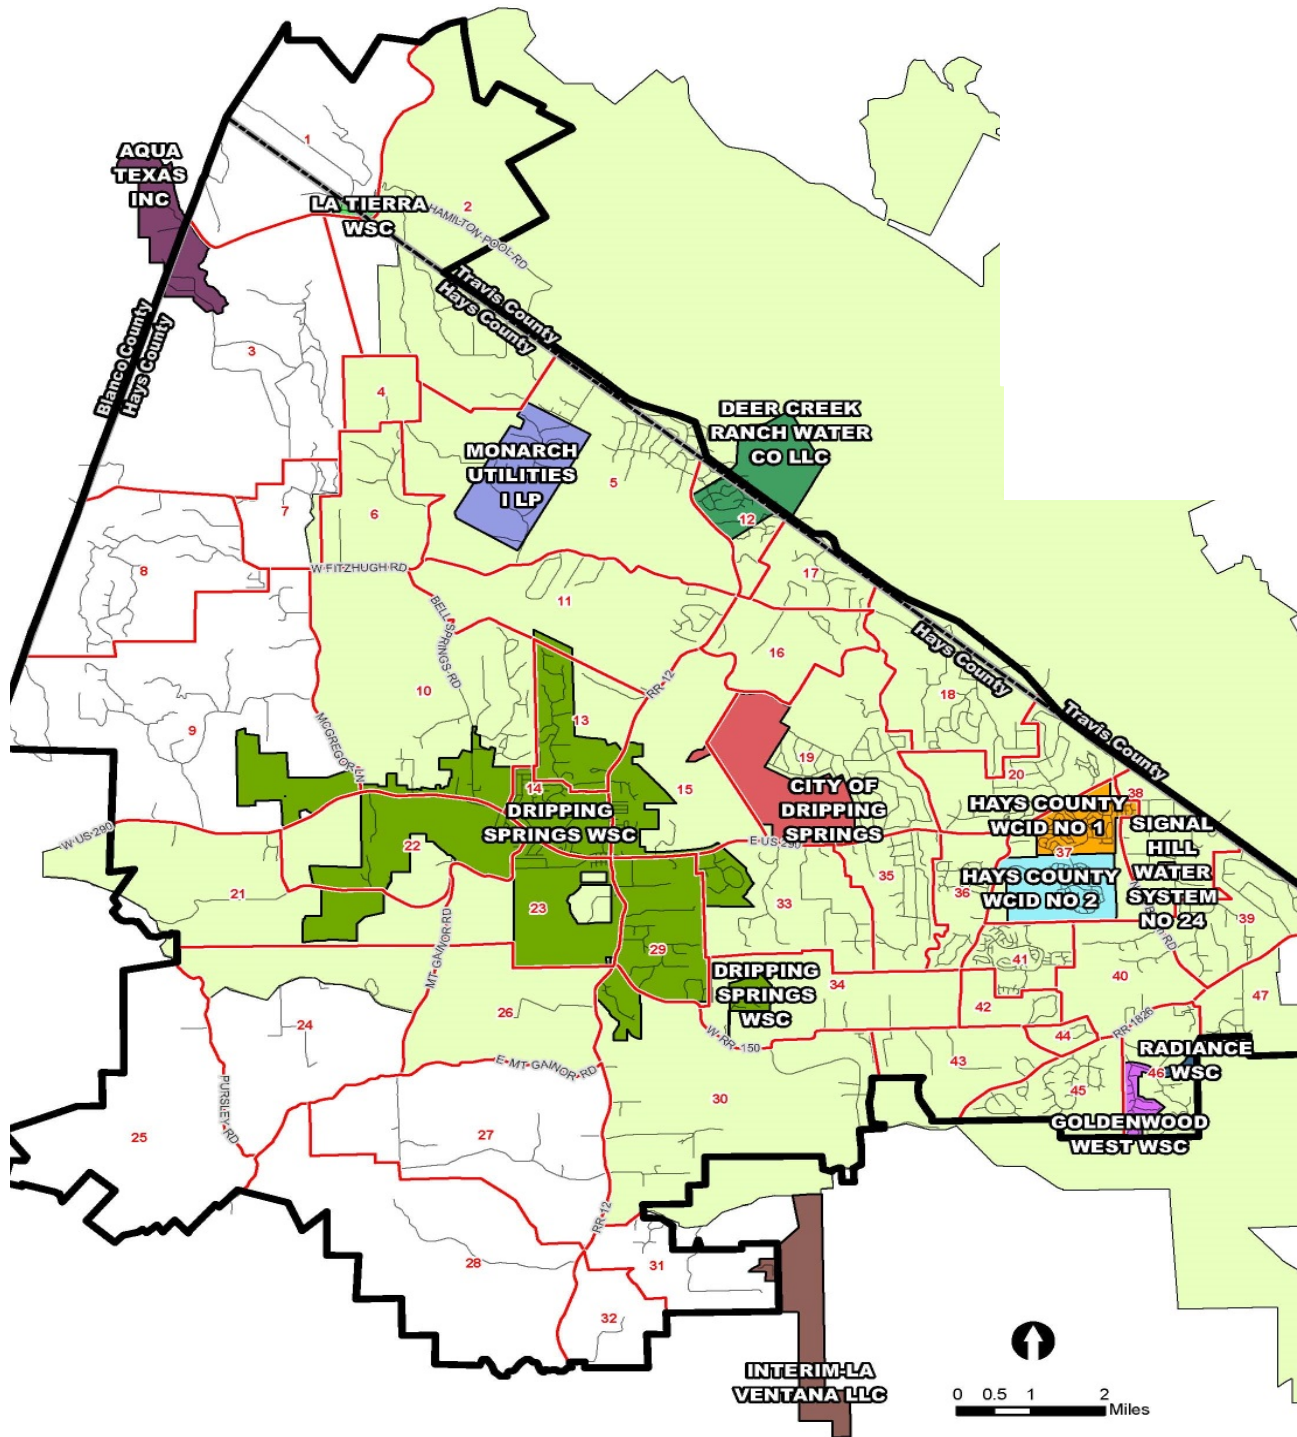 1
AQUA
TEXAS
INC
LA TIERRA
WSC
2
HAMILTON POOL RD
Travis County
Hays County
Blanco County
Hays County
3
4
DEER CREEK
RANCH WATER
CO LLC
MONARCH
UTILITIES
I LP
5
6
7
12
8
W FITZHUGH RD
17
11
BELL SPRINGS RD
16
Hays County
RR-12
10
18
Travis County
9
13
MCGREGOR LN
19
20
14
15
CITY OF
DRIPPING
SPRINGS
DRIPPING
SPRINGS WSC
HAYS COUNTY
WCID NO 1
38
SIGNAL
HILL
WATER
SYSTEM
NO 24
W US 290
E US 290
22
37
HAYS COUNTY
WCID NO 2
21
35
36
23
33
39
MT GAINOR RD
29
41
40
DRIPPING
SPRINGS
WSC
34
47
26
42
24
RR-1826
W RR 150
44
RADIANCE
WSC
43
E MT GAINOR RD
46
45
PURSLEY RD
30
GOLDENWOOD
WEST WSC
25
27
RR-12
28
31
32
INTERIM-LA
VENTANA LLC
0 0.5 1 2
Miles